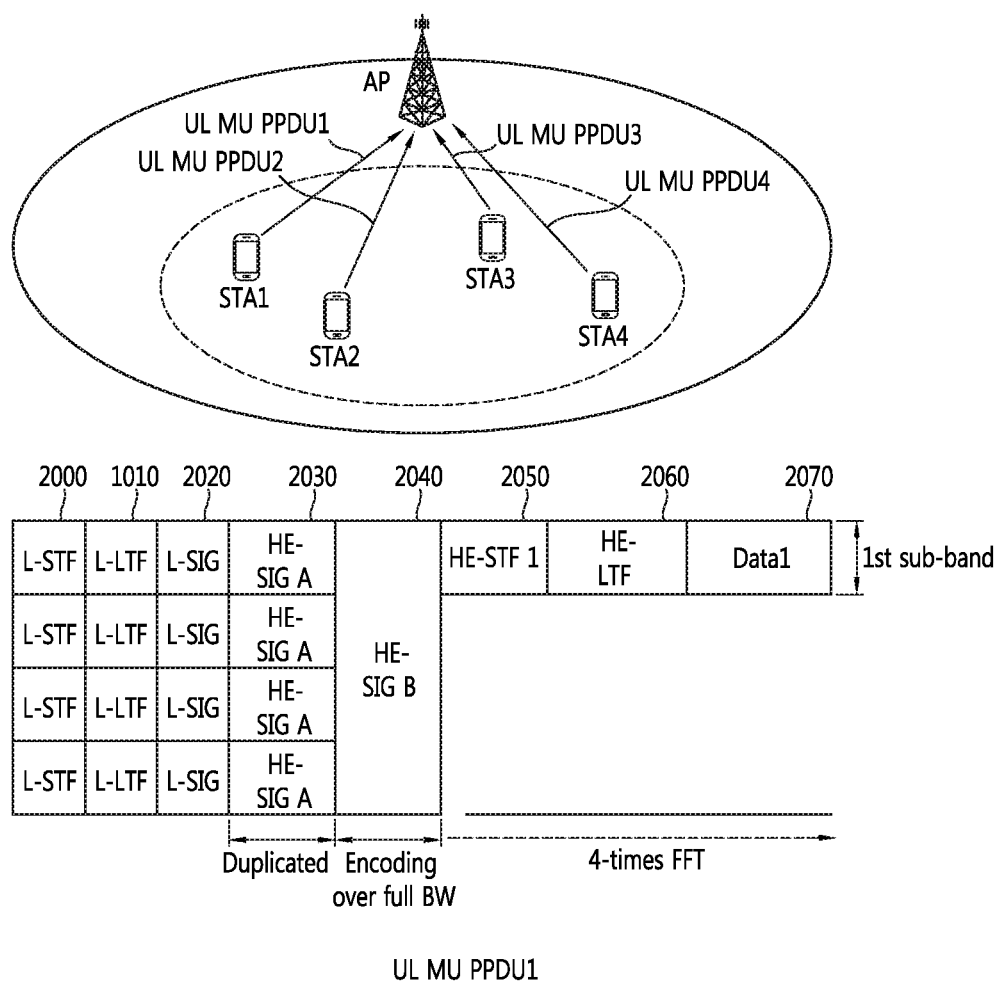 AP
UL MU PPDU1
UL MU PPDU2
UL MU PPDU3
UL MU PPDU4
STA1
STA2
STA3
STA4
2000 1010 2020 2030 2040 2050 2060 2070
L-STF L-LTF L-SIG HE-
SIG A
HE-STF 1 HE-
LTF
Data1
1st sub-band
L-STF L-LTF L-SIG HE-
SIG A
HE-
SIG B
L-STF L-LTF L-SIG HE-
SIG A
L-STF L-LTF L-SIG HE-
SIG A
Duplicated
Encoding
over full BW
4-times FFT
UL MU PPDU1